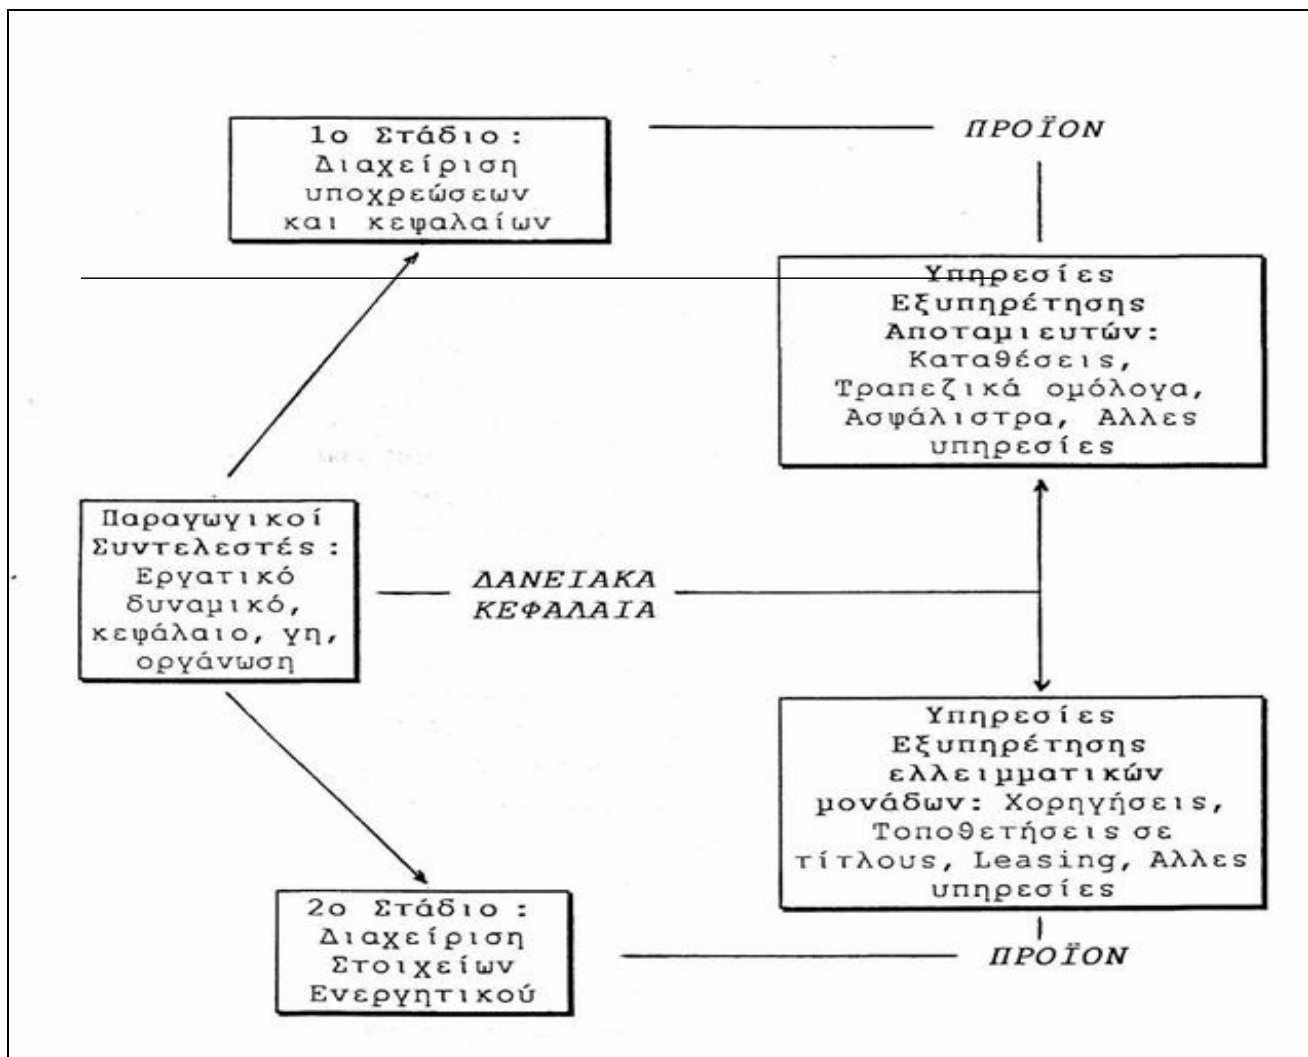 1ο Στάδιο:
Διαχείριση
υποχρεώσεων
και κεφαλαίων
ΠΡΟΪΟΝ
Υπηρεσίες
Εξυπηρέτησης
Αποταμιευτών:
Καταθέσεις,
Τραπεζικά ομόλογα,
Ασφάλιστρα, Αλλες
υπηρεσίες
Παραγωγικοί
Συντελεστές:
Εργατικό
δυναμικό,
κεφάλαιο, γη,
οργάνωση
ΔΑΝΕΙΑΚΑ
ΚΕΦΑΛΑΙΑ
Υπηρεσίες
Εξυπηρέτησης
ελλειμματικών
μονάδων: Χορηγήσεις,
Τοποθετήσεις σε
τίτλους, Leasing, Αλλες
υπηρεσίες
2ο Στάδιο:
Διαχείριση
Στοιχείων
Ενεργητικού
ΠΡΟΪΟΝ